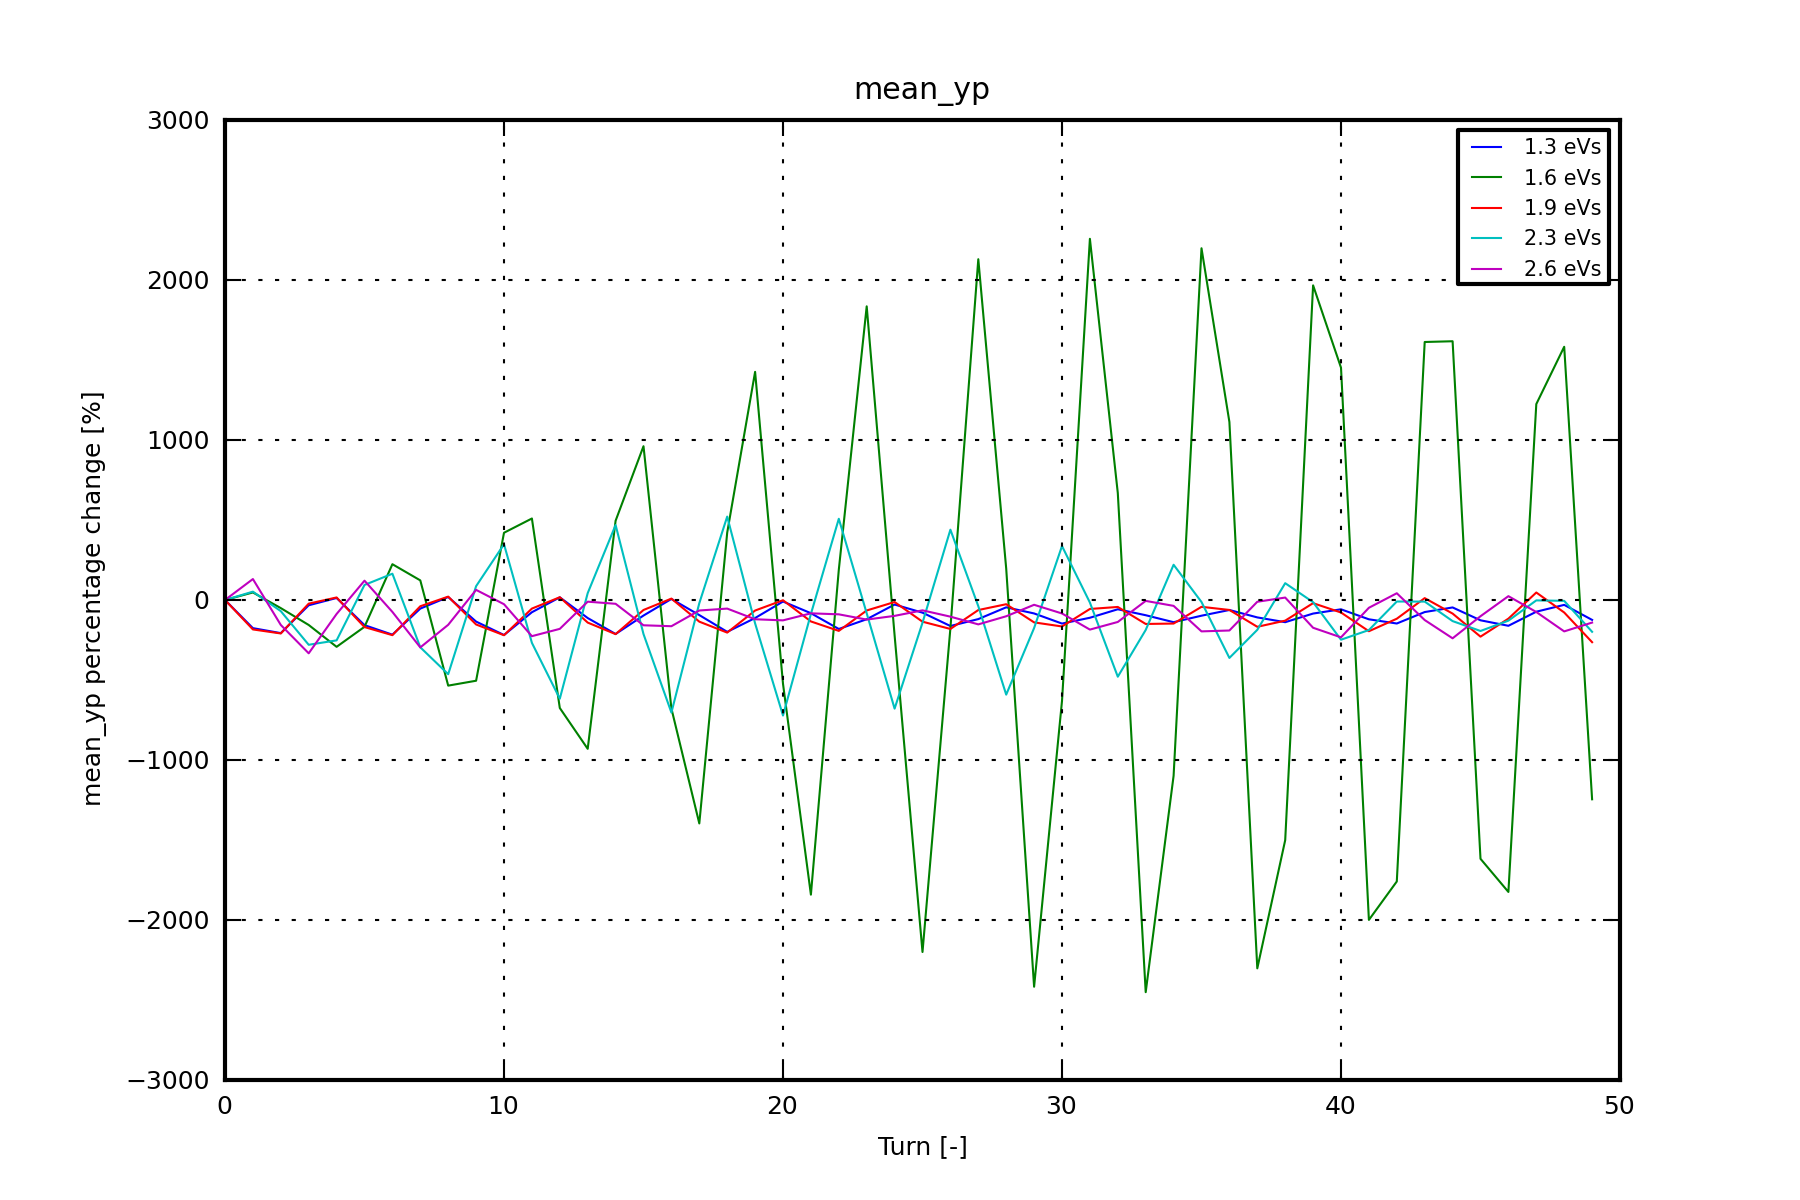 mean_yp
3000
2000
1000
0
−1000
−2000
−3000
mean_yp percentage change [%]
1.3 eVs
1.6 eVs
1.9 eVs
2.3 eVs
2.6 eVs
0 10 20 30 40 50
Turn [-]